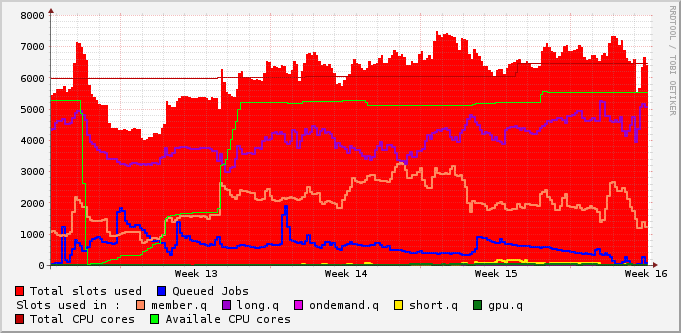 8000
7000
6000
5000
4000
3000
2000
1000
0
Week 13 Week 14 Week 15 Week 16
RRDTOOL / TOBI OETIKER
Total slots used Queued Jobs
Slots used in : member.q long.q ondemand.q short.q gpu.q
Total CPU cores Availale CPU cores